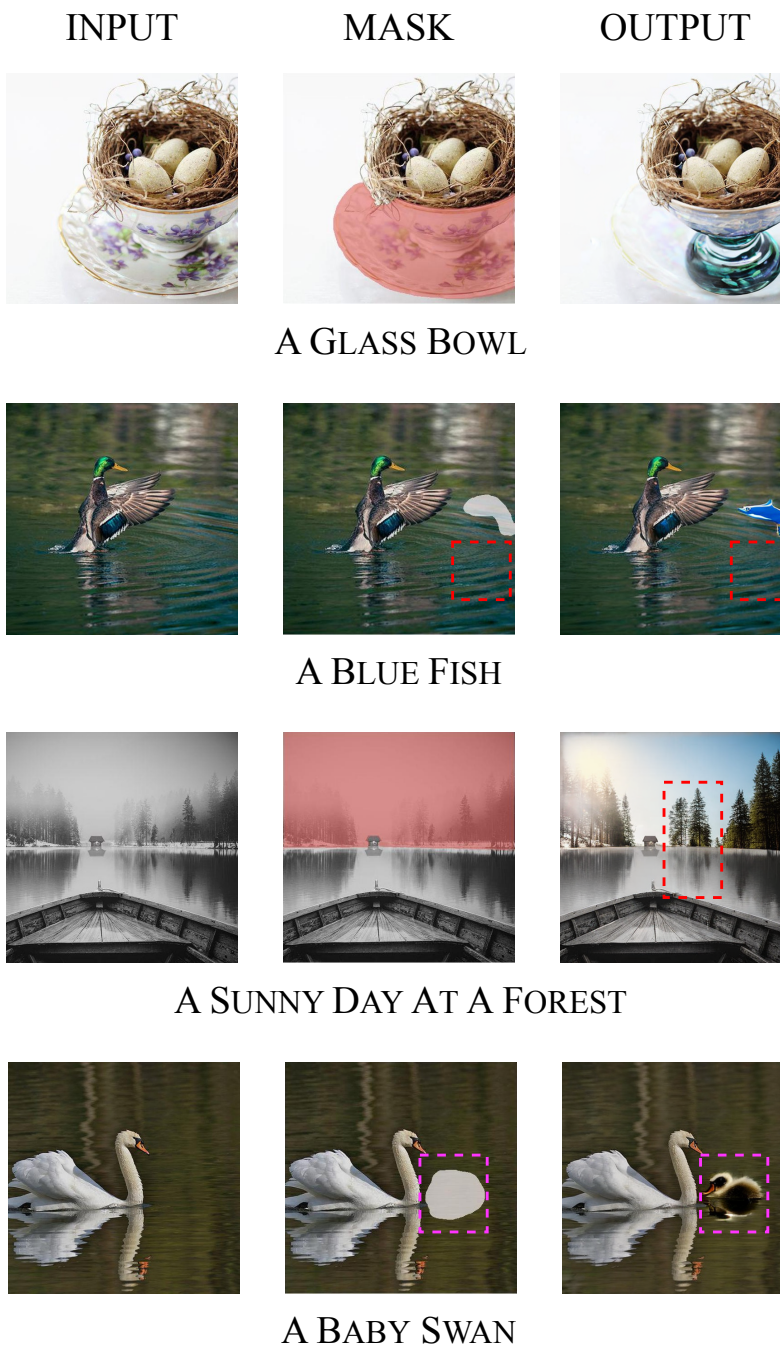 INPUT MASK OUTPUT
A GLASS BOWL
A BLUE FISH
A SUNNY DAY AT A FOREST
A BABY SWAN